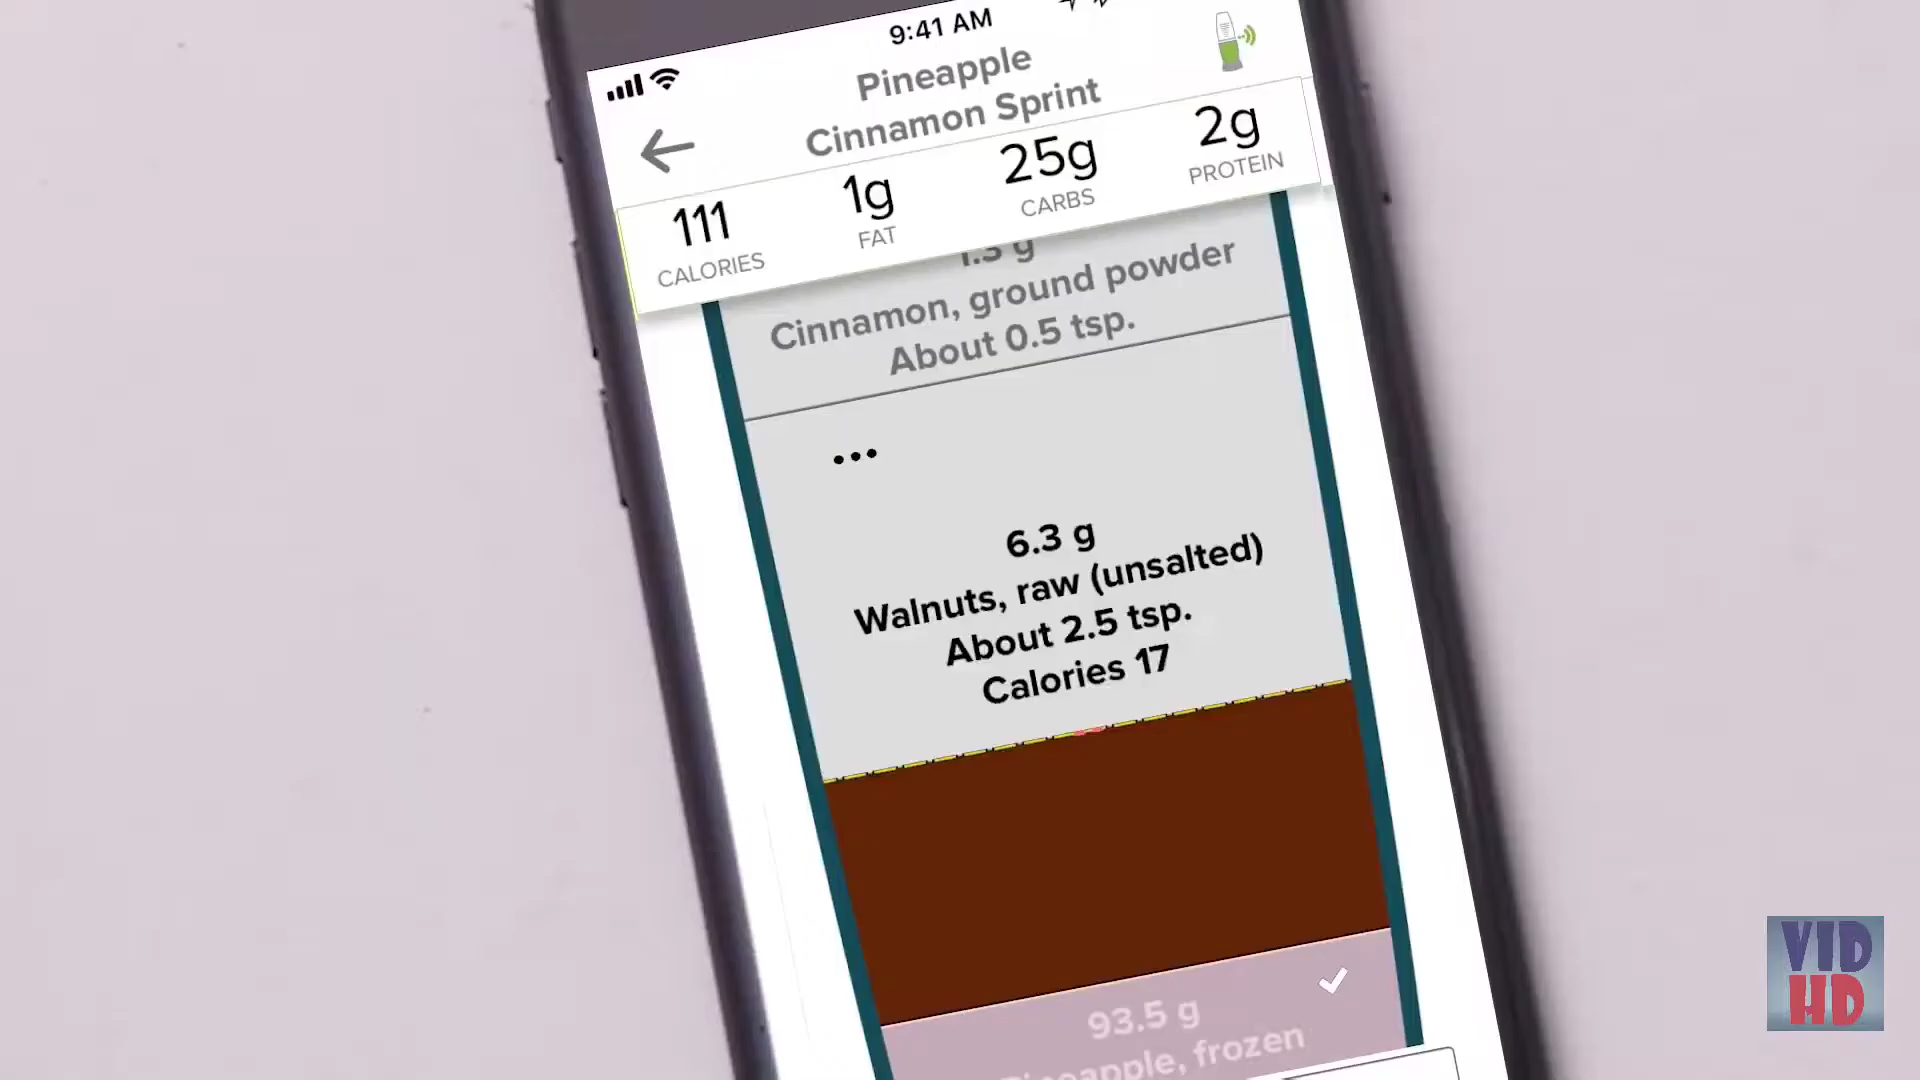 9:41 AM
Pineapple
Cinnamon Sprint
111
CALORIES
1g
FAT
25g
CARBS
2g
PROTEIN
1.3 g
Cinnamon, ground powder
About 0.5 tsp.
6.3 g
Walnuts, raw (unsalted)
About 2.5 tsp.
Calories 17
93.5 g
Pineapple, frozen
VID
HD